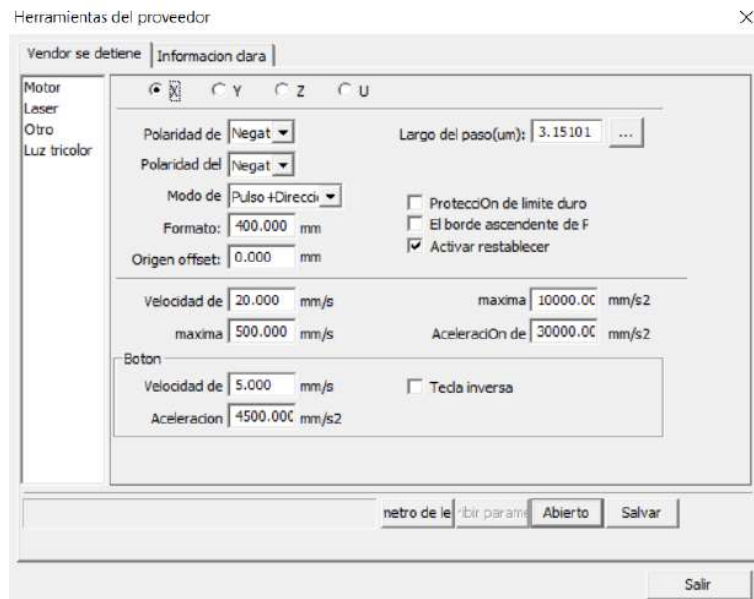 Herramientas del proveedor
Vendor se detiene Informacion clara
Motor
Laser
Otro
Luz tricolor
X Y Z U
Polaridad de Negat Largo del paso(um): 3.15101 ...
Polaridad del Negat
Modo de Pulso+Direcci ProtecciOn de limite duro
Formato: 400.000 mm El borde ascendente de F
Origen offset: 0.000 mm Activar restablecer
Velocidad de 20.000 mm/s maxima 10000.00 mm/s2
maxima 500.000 mm/s AceleraciOn de 30000.00 mm/s2
Boton
Velocidad de 5.000 mm/s Tecla inversa
Aceleracion 4500.000 mm/s2
netro de le ribir parame Abierto Salvar
Salir